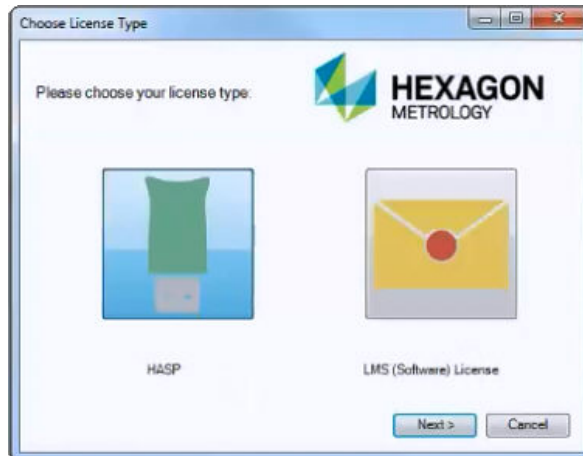 Choose License Type
Please choose your license type:
HEXAGON
METROLOGY
HASP
LMS (Software) License
Next >
Cancel